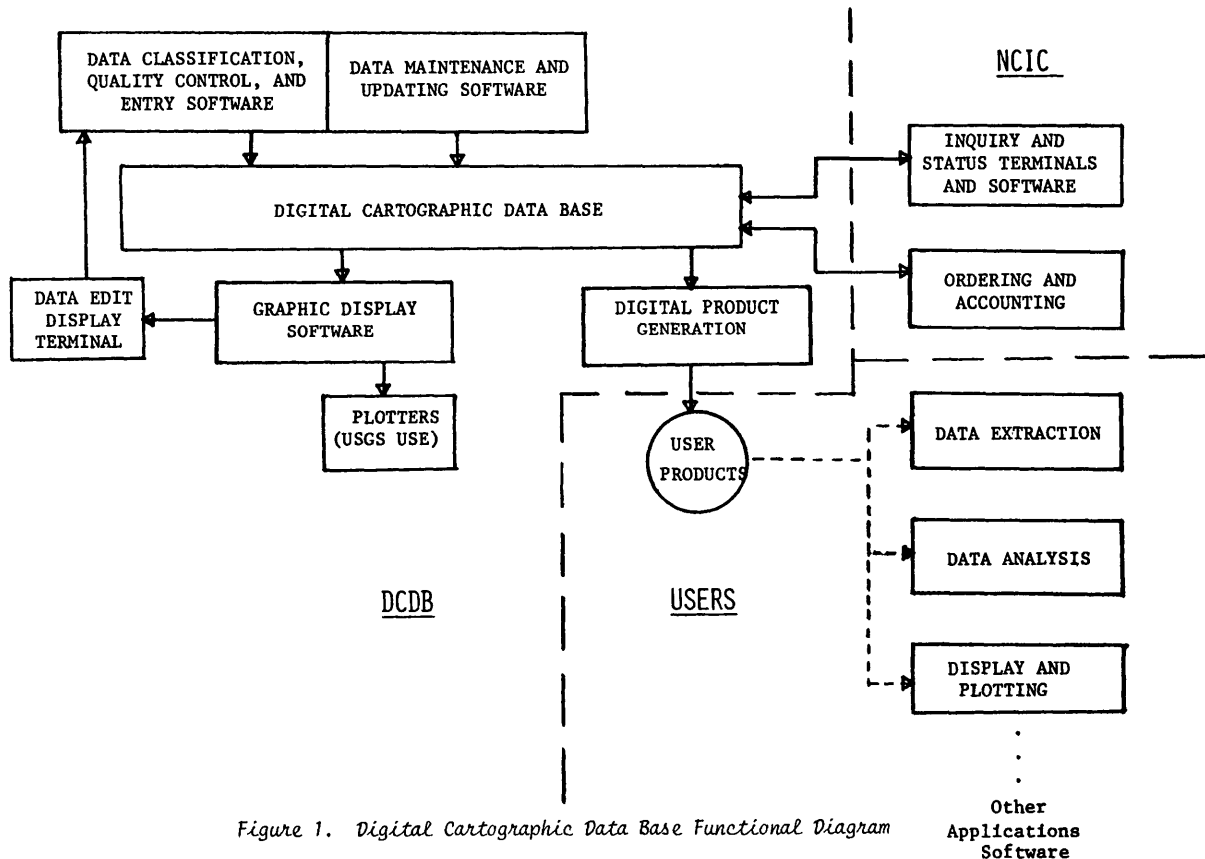 DATA CLASSIFICATION,
QUALITY CONTROL, AND
ENTRY SOFTWARE
DATA MAINTENANCE AND
UPDATING SOFTWARE
NCIC
INQUIRY AND
STATUS TERMINALS
AND SOFTWARE
DIGITAL CARTOGRAPHIC DATA BASE
ORDERING AND
ACCOUNTING
DATA EDIT
DISPLAY
TERMINAL
GRAPHIC DISPLAY
SOFTWARE
DIGITAL PRODUCT
GENERATION
PLOTTERS
(USGS USE)
USER
PRODUCTS
DATA EXTRACTION
DATA ANALYSIS
DCDB
USERS
DISPLAY AND
PLOTTING
.
.
.
Other
Applications
Software
Figure 1. Digital Cartographic Data Base Functional Diagram